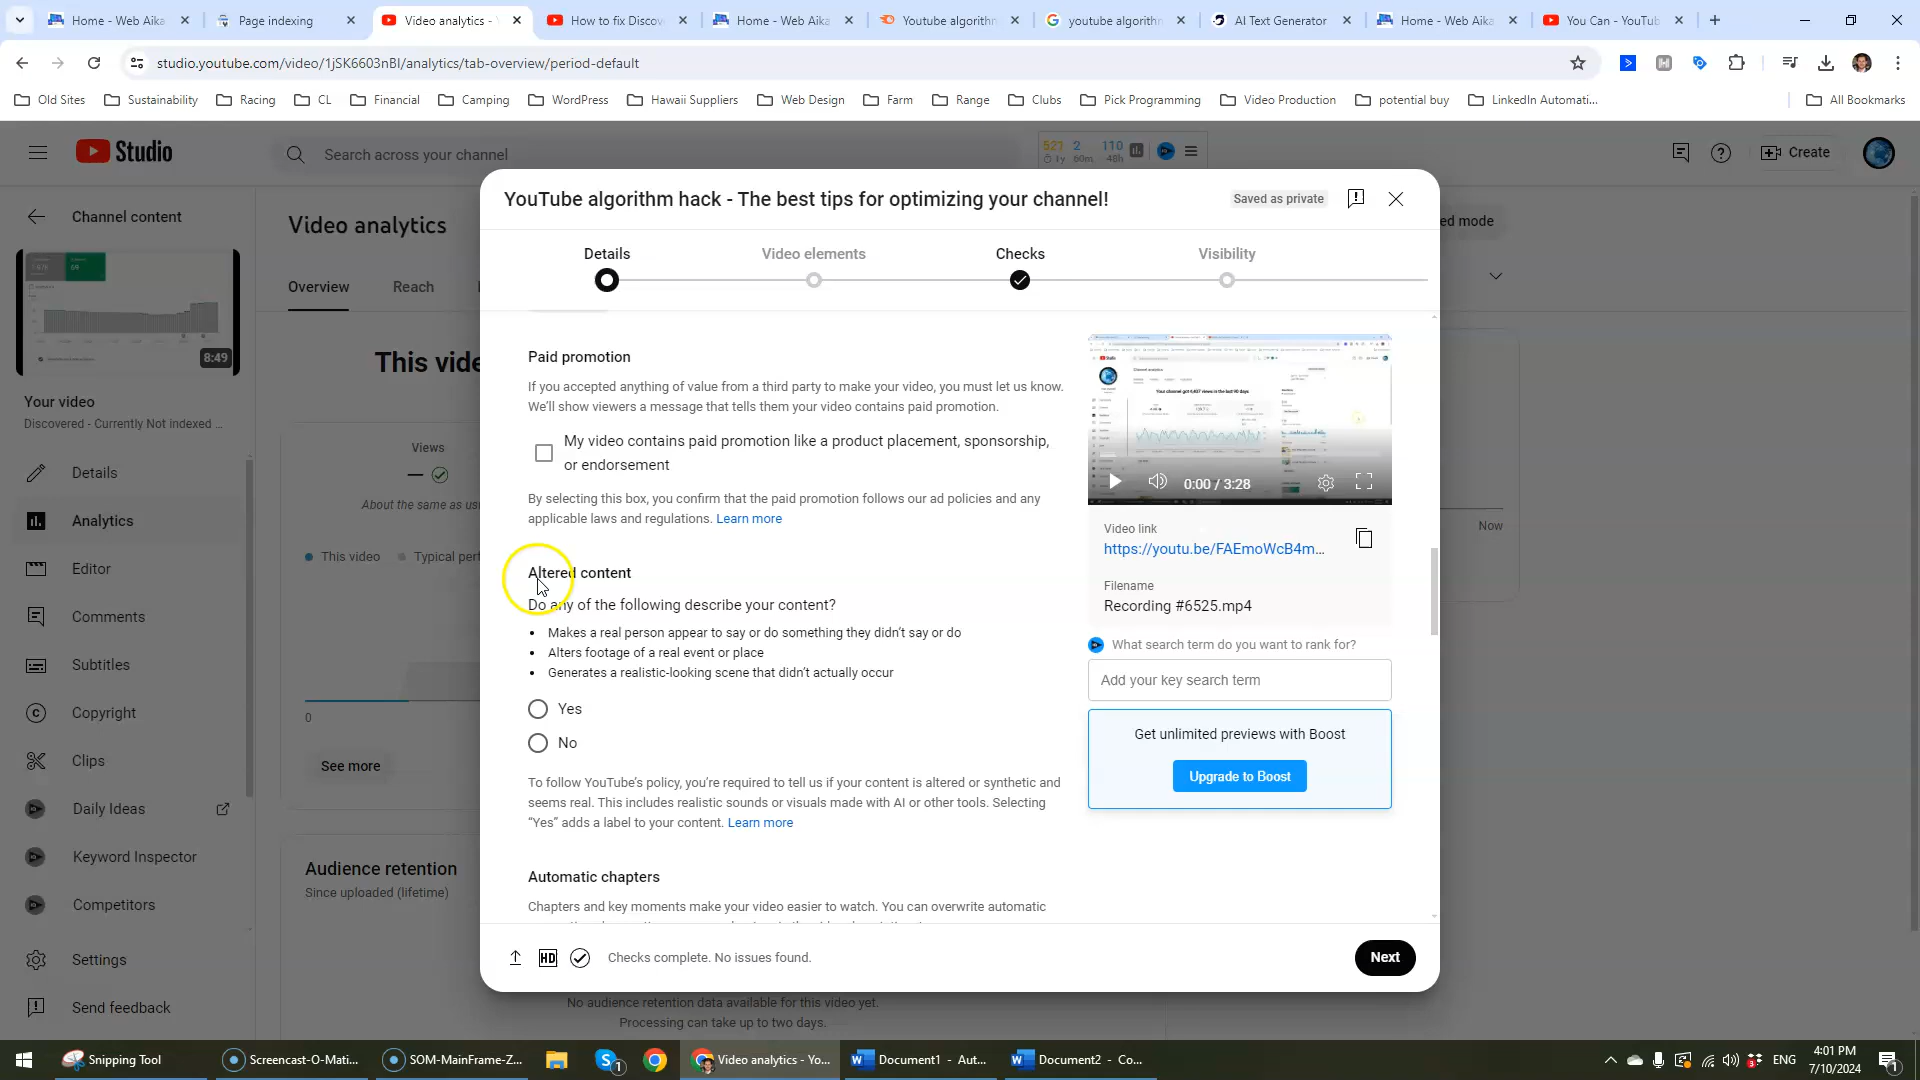 Home - Web Aika
Page indexing
Video analytics -
How to fix Discov
Home - Web Aika
Youtube algorithm
youtube algorithm
AI Text Generator
Home - Web Aika
You Can - YouTub
studio.youtube.com/video/1jSK6603nBI/analytics/tab-overview/period-default
Old Sites
Sustainability
Racing
CL
Financial
Camping
WordPress
Hawaii Suppliers
Web Design
Farm
Range
Clubs
Pick Programming
Video Production
potential buy
LinkedIn Automati...
All Bookmarks
Studio
Search across your channel
521 2 110
1y 60m 48h
Create
Channel content
8:49
Your video
Discovered - Currently Not indexed ...
Details
Analytics
Editor
Comments
Subtitles
Copyright
Clips
Daily Ideas
Keyword Inspector
Competitors
Settings
Send feedback
Video analytics
ed mode
Overview
Reach
This vide
Views
About the same as usu
This video
Typical perf
0
Now
See more
Audience retention
Since uploaded (lifetime)
No audience retention data available for this video yet.
Processing can take up to two days.
YouTube algorithm hack - The best tips for optimizing your channel!
Saved as private
Details
Video elements
Checks
Visibility
Paid promotion
If you accepted anything of value from a third party to make your video, you must let us know.
We'll show viewers a message that tells them your video contains paid promotion.
My video contains paid promotion like a product placement, sponsorship,
or endorsement
By selecting this box, you confirm that the paid promotion follows our ad policies and any
applicable laws and regulations. Learn more
Altered content
Do any of the following describe your content?
• Makes a real person appear to say or do something they didn't say or do
• Alters footage of a real event or place
• Generates a realistic-looking scene that didn't actually occur
Yes
No
To follow YouTube's policy, you're required to tell us if your content is altered or synthetic and
seems real. This includes realistic sounds or visuals made with AI or other tools. Selecting
“Yes” adds a label to your content. Learn more
Automatic chapters
Chapters and key moments make your video easier to watch. You can overwrite automatic
0:00 / 3:28
Video link
https://youtu.be/FAEmoWcB4m...
Filename
Recording #6525.mp4
What search term do you want to rank for?
Add your key search term
Get unlimited previews with Boost
Upgrade to Boost
HD
Checks complete. No issues found.
Next
Snipping Tool
Screencast-O-Mati...
SOM-MainFrame-Z...
1
Video analytics - Yo...
Document1 - Aut...
Document2 - Co...
ENG
4:01 PM
7/10/2024
1